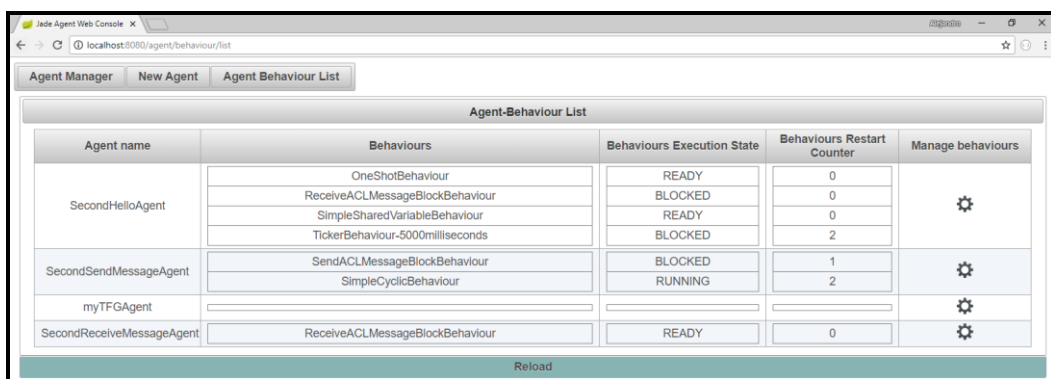 Jade Agent Web Console
Alejandro
localhost:8080/agent/behaviour/list
Agent Manager New Agent Agent Behaviour List
Agent-Behaviour List
Agent name Behaviours Behaviours Execution State Behaviours Restart Counter Manage behaviours
SecondHelloAgent
OneShotBehaviour READY 0
ReceiveACLMessageBlockBehaviour BLOCKED 0
SimpleSharedVariableBehaviour READY 0
TickerBehaviour-5000milliseconds BLOCKED 2
SecondSendMessageAgent
SendACLMessageBlockBehaviour BLOCKED 1
SimpleCyclicBehaviour RUNNING 2
myTFGAgent
SecondReceiveMessageAgent ReceiveACLMessageBlockBehaviour READY 0
Reload